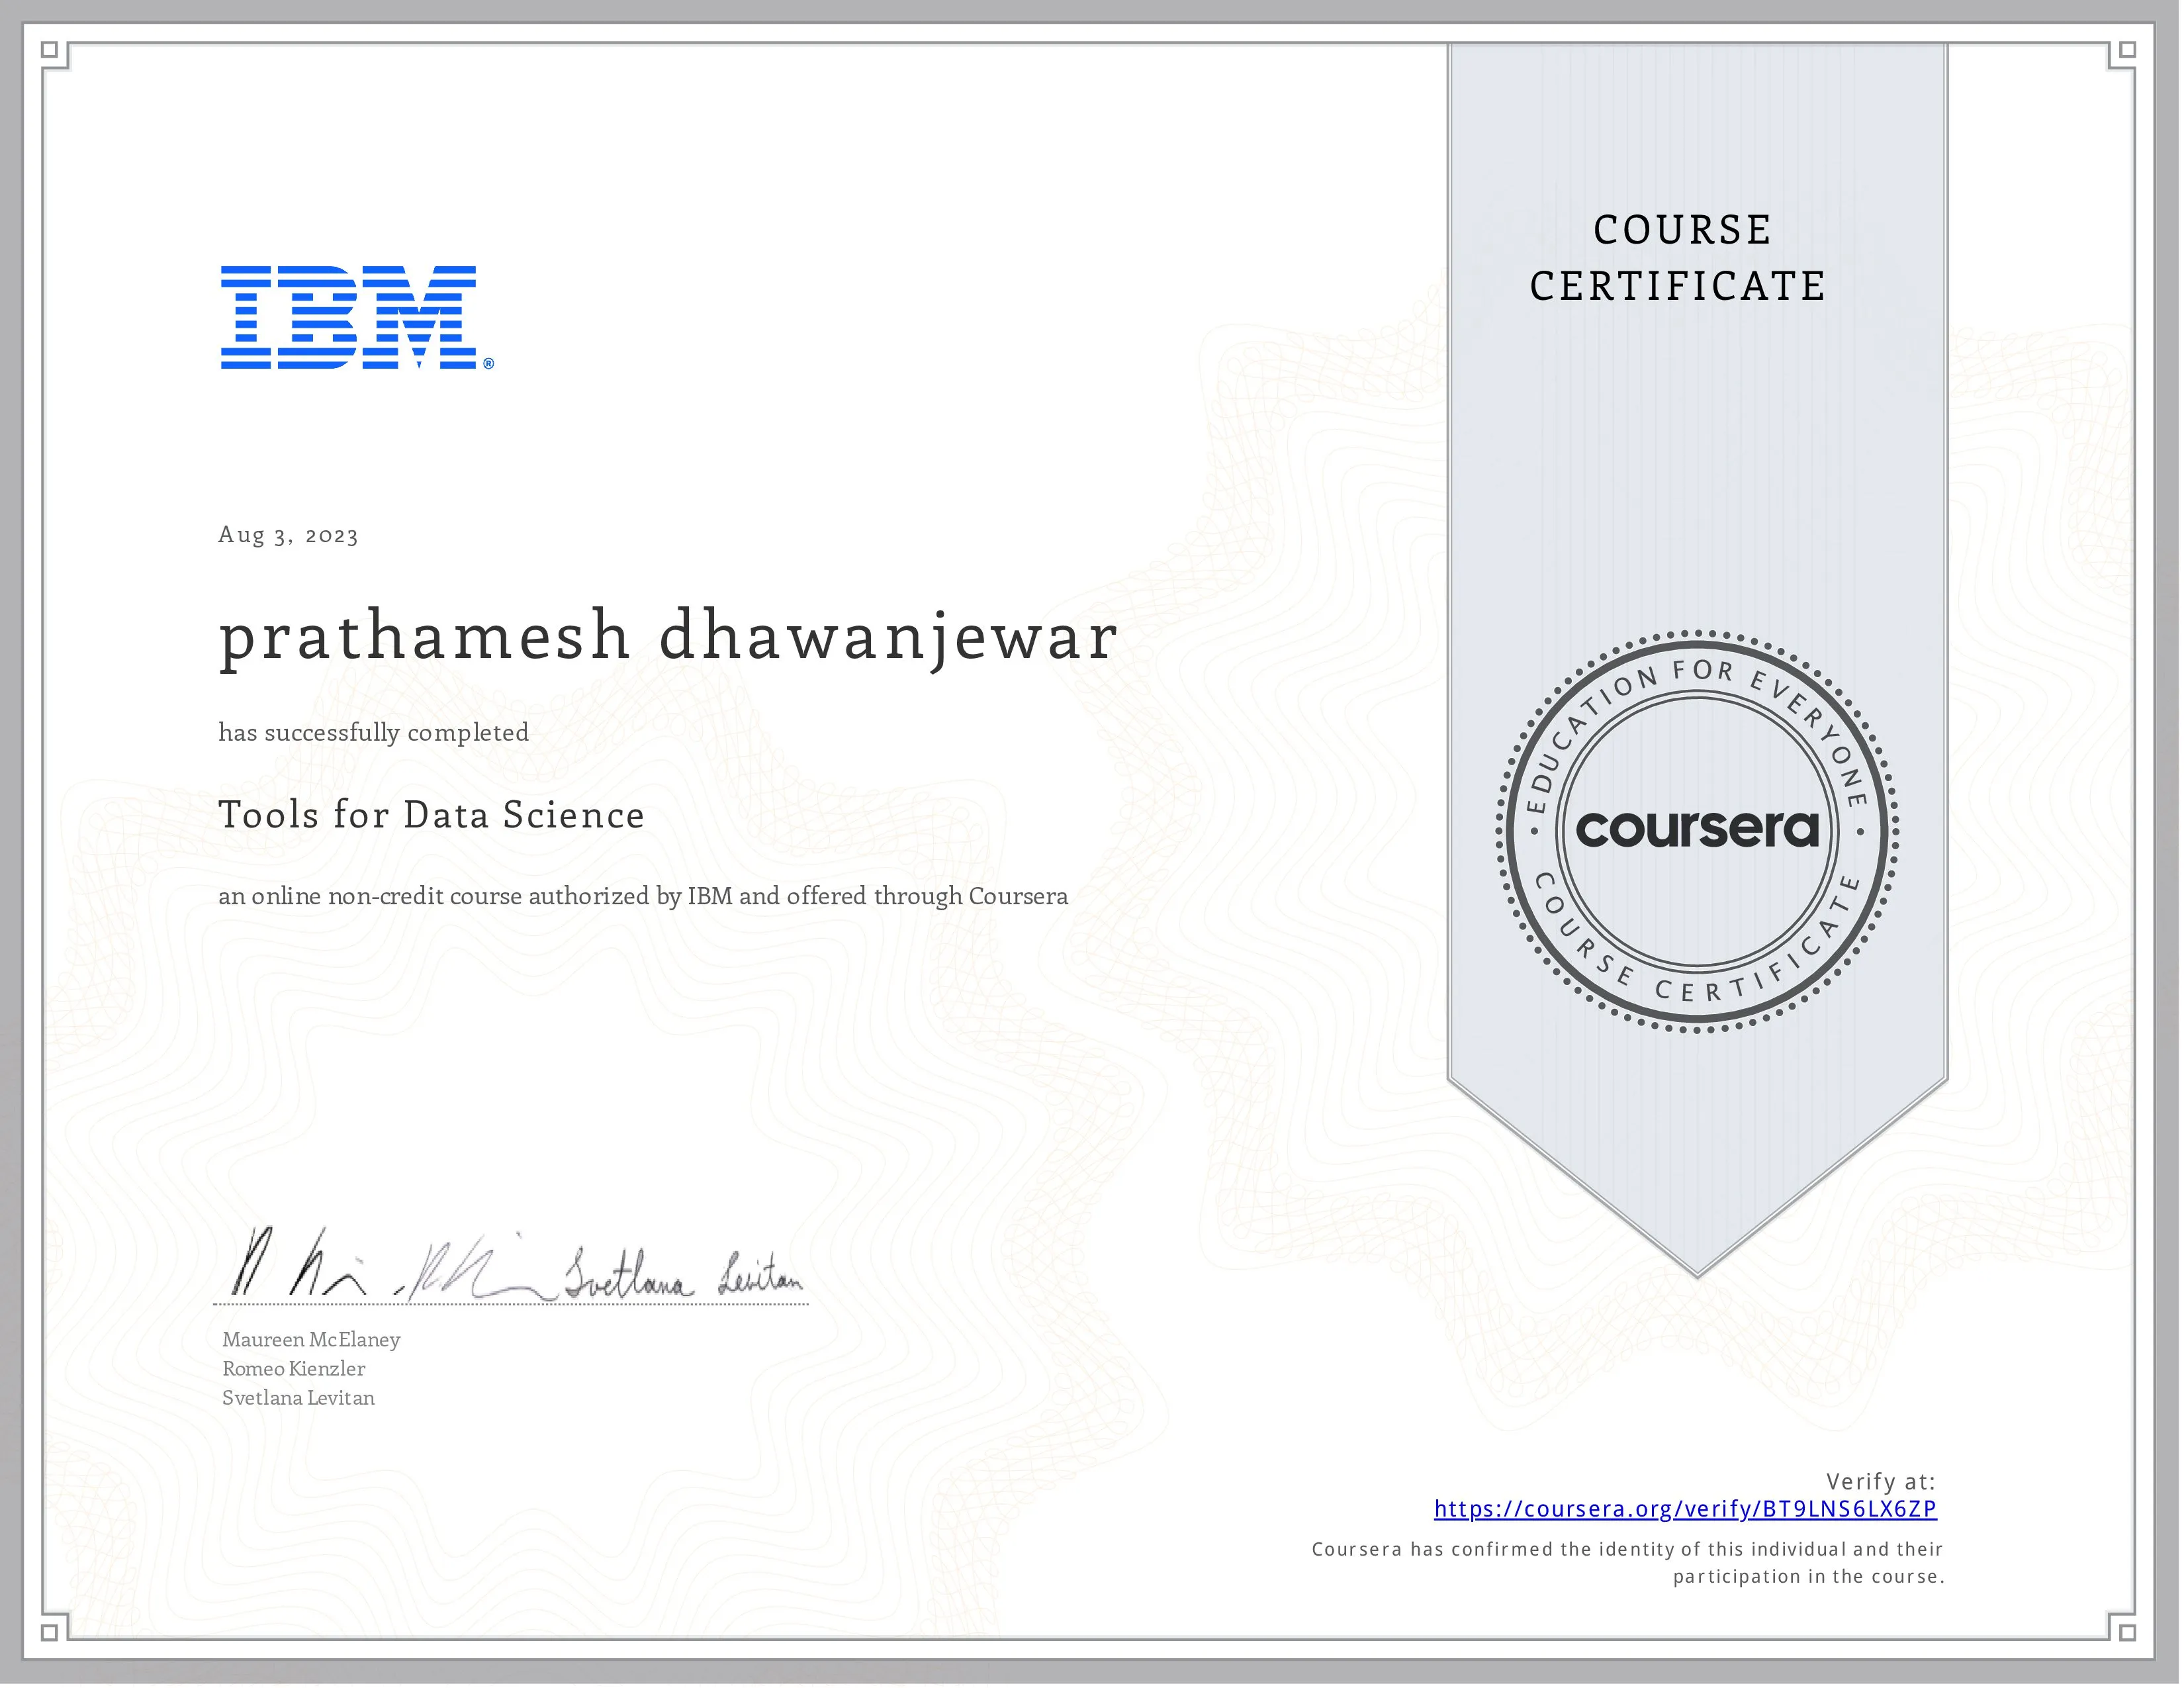 IBM®
COURSE
CERTIFICATE
Aug 3, 2023
prathamesh dhawanjewar
has successfully completed
Tools for Data Science
an online non-credit course authorized by IBM and offered through Coursera
EDUCATION FOR EVERYONE
coursera
COURSE CERTIFICATE
Svetlana Levitan
Maureen McElaney
Romeo Kienzler
Svetlana Levitan
Verify at:
https://coursera.org/verify/BT9LNS6LX6ZP
Coursera has confirmed the identity of this individual and their
participation in the course.